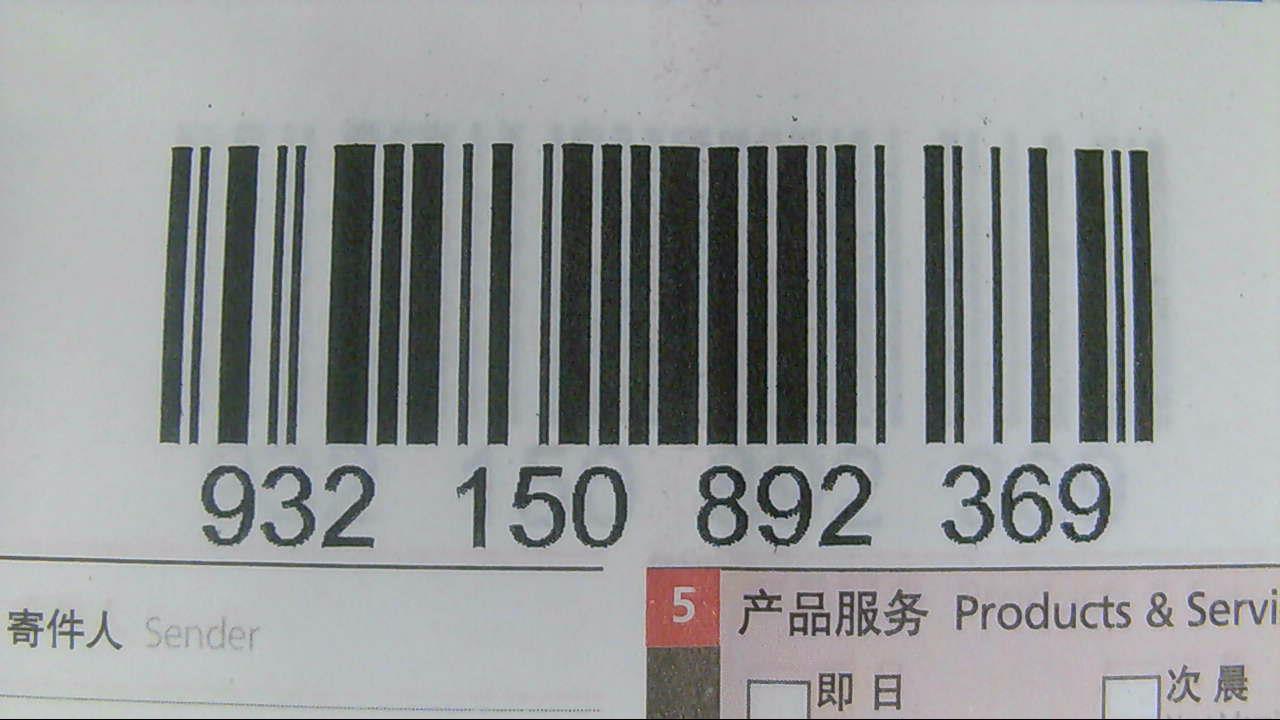 932 150 892 369
寄件人 Sender
5 产品服务 Products & Servi
即日 次晨